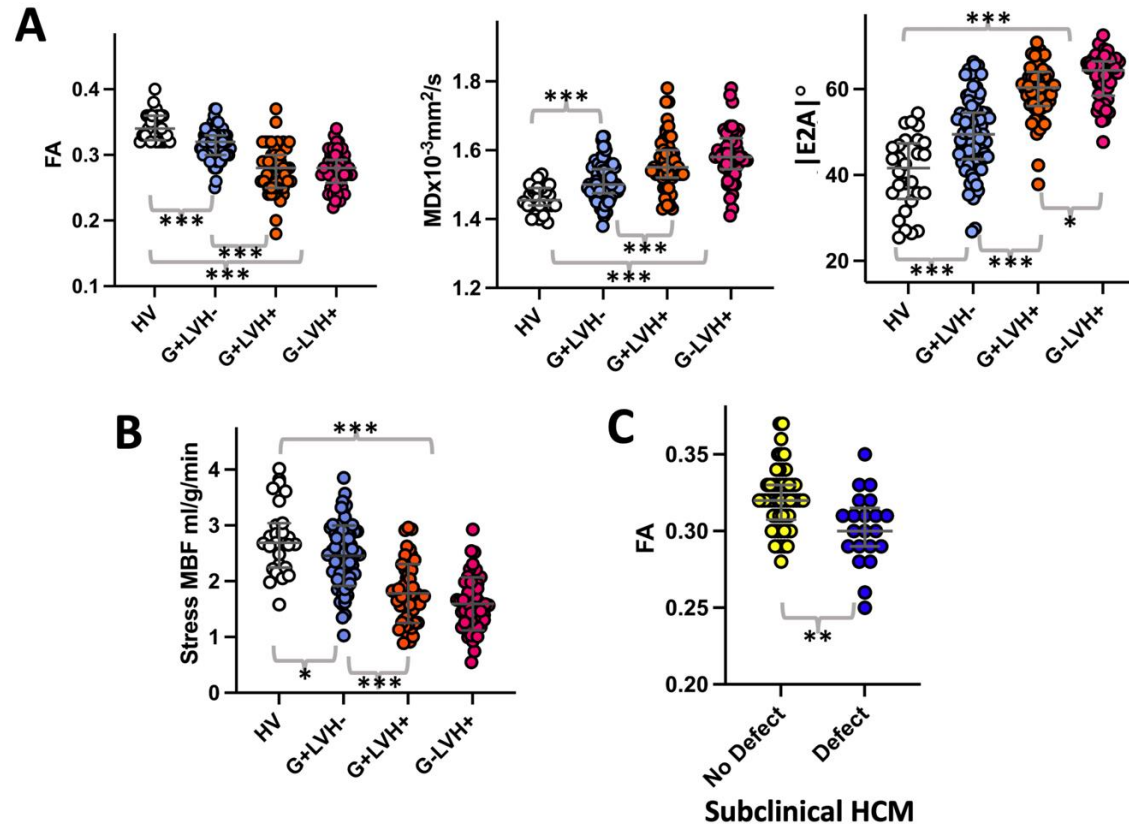 A
FA
0.4
0.3
0.2
0.1
***
***
***
HV
G+LVH-
G+LVH+
G-LVH+
MDx10⁻³mm²/s
1.8
1.6
1.4
1.2
***
***
***
HV
G+LVH-
G+LVH+
G-LVH+
|E2A|°
60
40
20
***
*
***
***
HV
G+LVH-
G+LVH+
G-LVH+
B
Stress MBF ml/g/min
4
3
2
1
0
***
*
***
HV
G+LVH-
G+LVH+
G-LVH+
C
FA
0.35
0.30
0.25
0.20
**
No Defect
Defect
Subclinical HCM